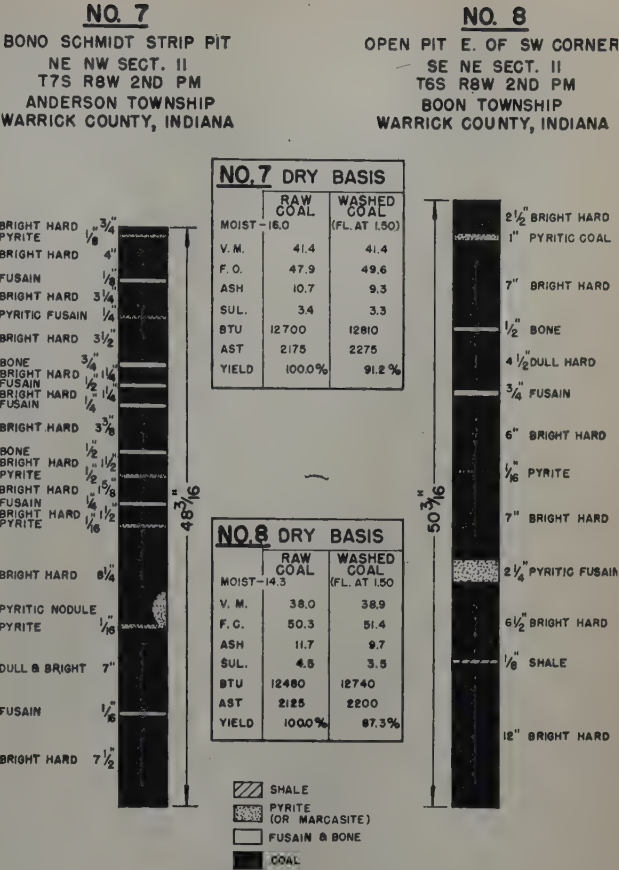 NO. 7
BONO SCHMIDT STRIP PIT
NE NW SECT. 11
T7S R8W 2ND PM
ANDERSON TOWNSHIP
WARRICK COUNTY, INDIANA
NO. 8
OPEN PIT E. OF SW CORNER
SE NE SECT. 11
T6S R8W 2ND PM
BOON TOWNSHIP
WARRICK COUNTY, INDIANA
BRIGHT HARD 3/4"
PYRITE 1/8"
BRIGHT HARD 4"
FUSAIN 1/8"
BRIGHT HARD 3 1/4"
PYRITIC FUSAIN 1/4"
BRIGHT HARD 3 1/2"
BONE 3/4"
BRIGHT HARD 1 1/4"
FUSAIN 1/2"
BRIGHT HARD 1 1/4"
FUSAIN 1/4"
BRIGHT HARD 3 3/8"
BONE 1/2"
BRIGHT HARD 1 1/2"
PYRITE 1/2"
BRIGHT HARD 1 5/8"
FUSAIN 1/4"
BRIGHT HARD 1 1/2"
PYRITE 1/16"
BRIGHT HARD 8 1/4"
PYRITIC NODULE
PYRITE 1/16"
DULL & BRIGHT 7"
FUSAIN 1/16"
BRIGHT HARD 7 1/2"
48 3/16"
NO. 7 DRY BASIS
RAW COAL WASHED COAL
MOIST-16.0 (FL. AT 1.50)
V. M. 41.4 41.4
F. C. 47.9 49.6
ASH 10.7 9.3
SUL. 3.4 3.3
BTU 12700 12810
AST 2175 2275
YIELD 100.0% 91.2%
NO. 8 DRY BASIS
RAW COAL WASHED COAL
MOIST-14.3 (FL. AT 1.50
V. M. 38.0 38.9
F. C. 50.3 51.4
ASH 11.7 9.7
SUL. 4.5 3.5
BTU 12460 12740
AST 2125 2200
YIELD 100.0% 87.3%
50 3/16"
2 1/2" BRIGHT HARD
1" PYRITIC COAL
7" BRIGHT HARD
1/2" BONE
4 1/2" DULL HARD
3/4" FUSAIN
6" BRIGHT HARD
1/16" PYRITE
7" BRIGHT HARD
2 1/4" PYRITIC FUSAIN
6 1/2" BRIGHT HARD
1/8" SHALE
12" BRIGHT HARD
SHALE
PYRITE
(OR MARCASITE)
FUSAIN & BONE
COAL